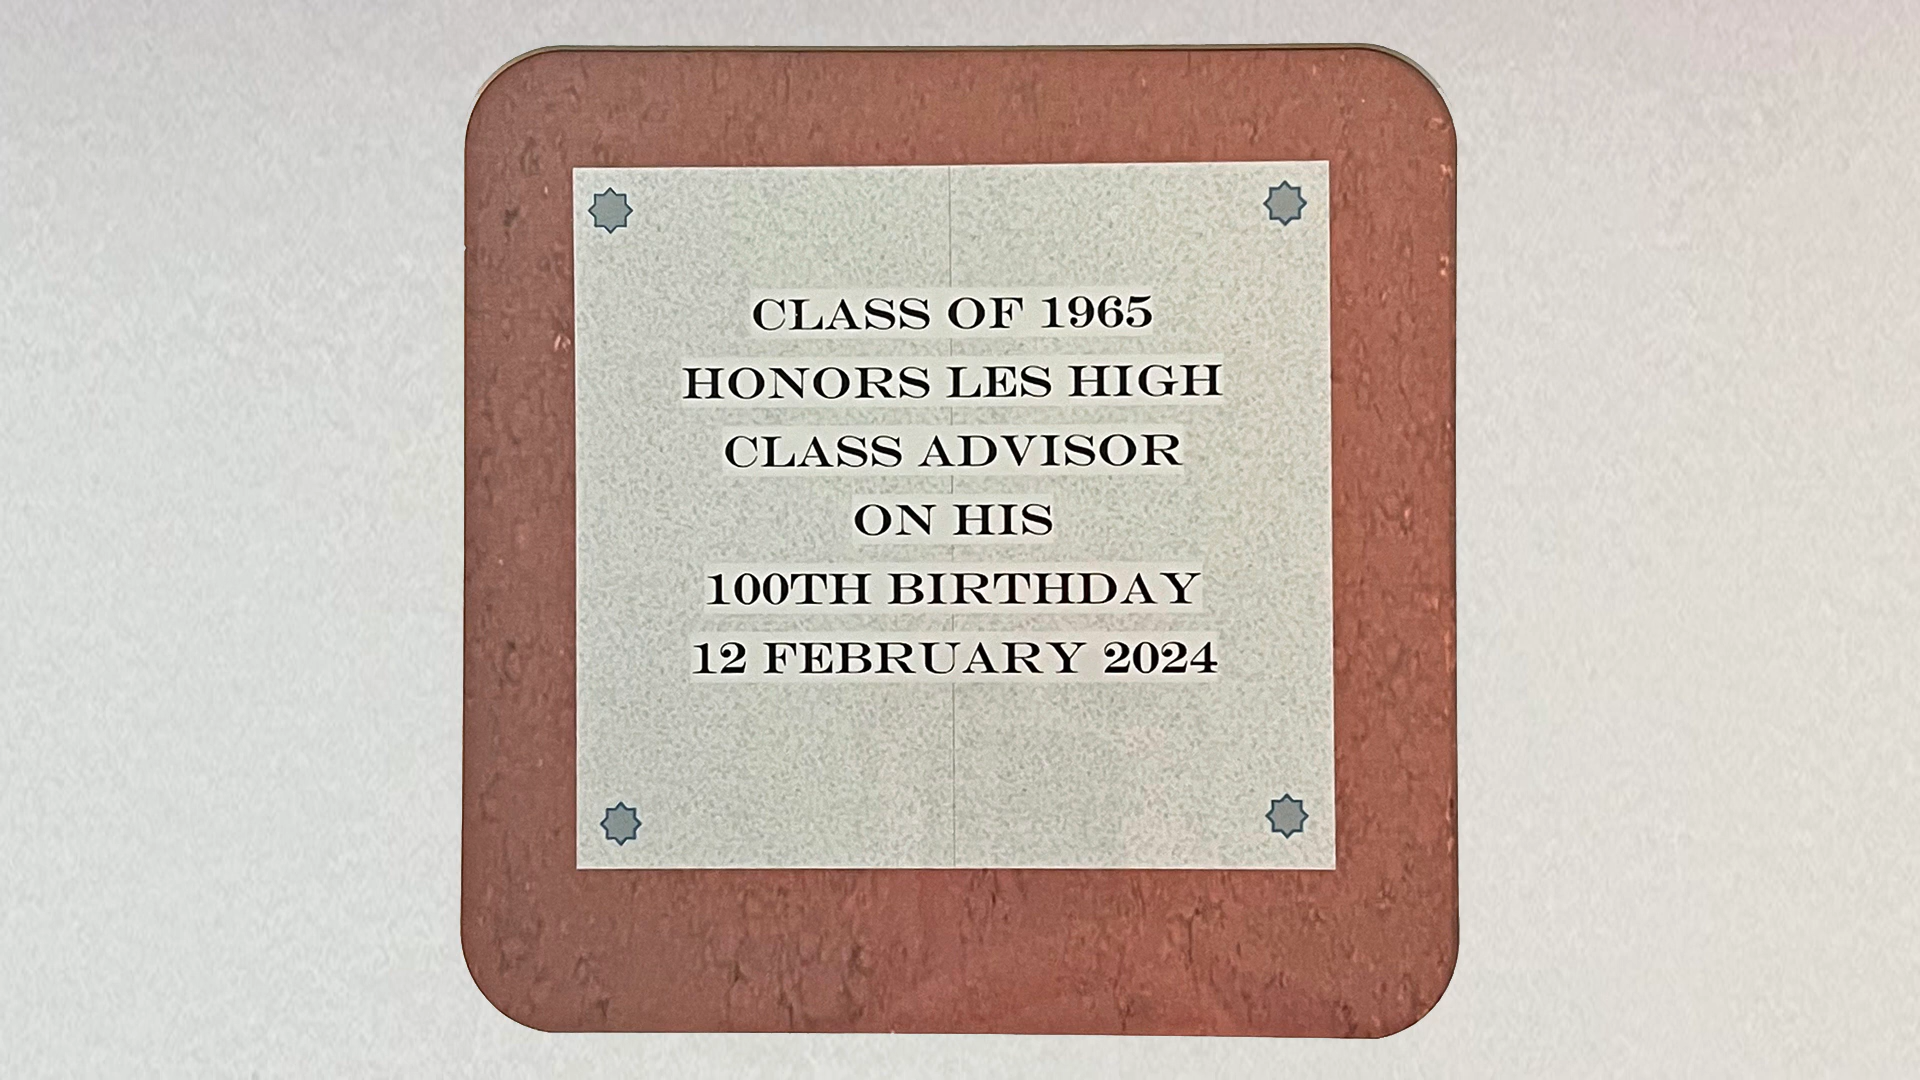 CLASS OF 1965
HONORS LES HIGH
CLASS ADVISOR
ON HIS
100TH BIRTHDAY
12 FEBRUARY 2024